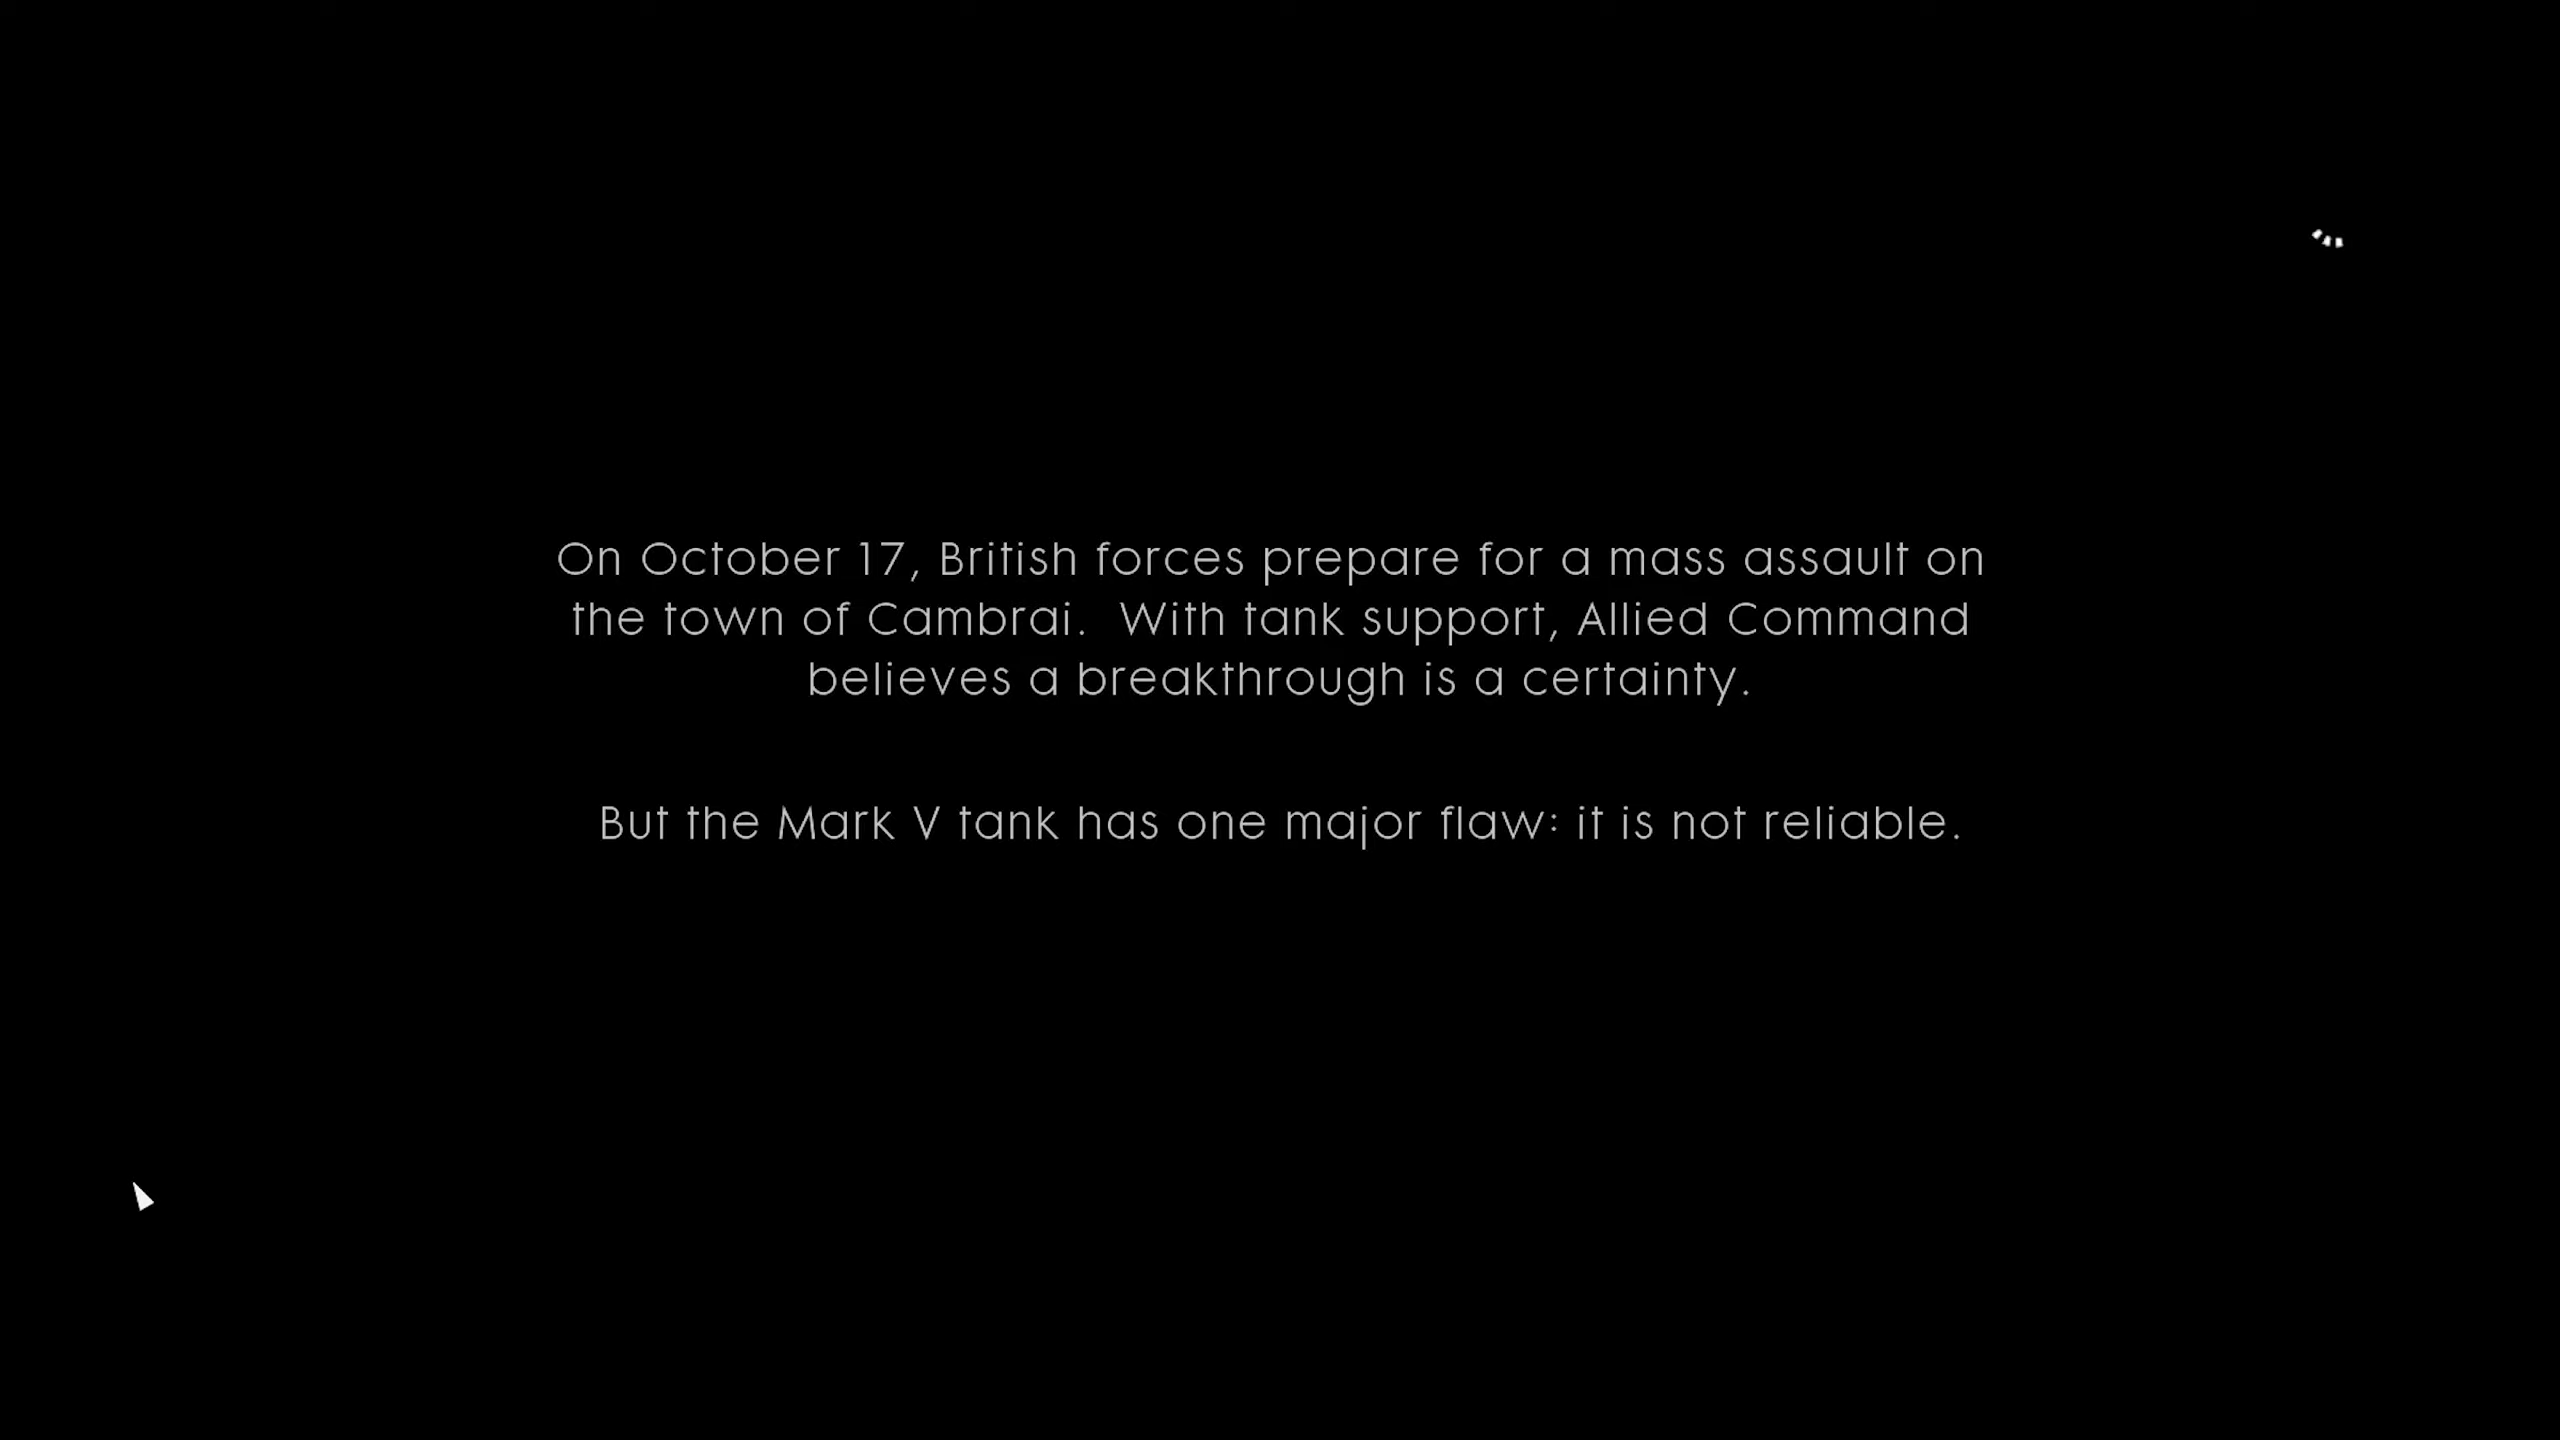 On October 17, British forces prepare for a mass assault on
the town of Cambrai.  With tank support, Allied Command
believes a breakthrough is a certainty.
But the Mark V tank has one major flaw: it is not reliable.